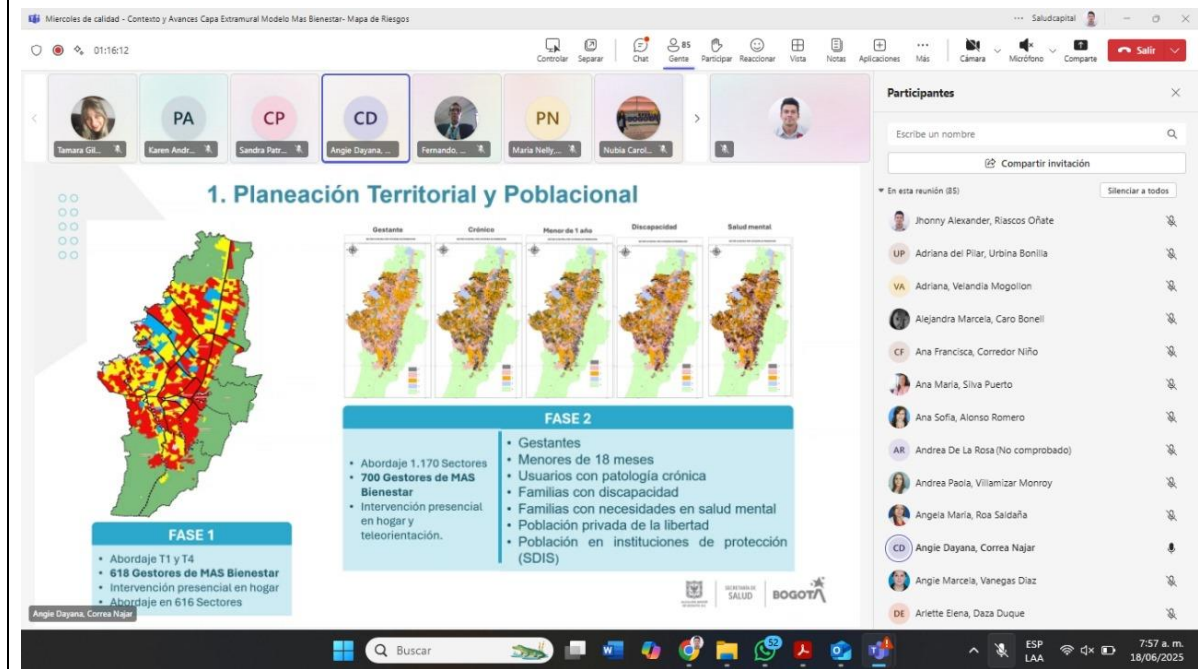 Miercoles de calidad - Contexto y Avances Capa Extramural Modelo Mas Bienestar- Mapa de Riesgos
Saludcapital
01:16:12
Controlar
Separar
Chat
85
Gente
Participar
Reaccionar
Vista
Notas
Aplicaciones
Más
Cámara
Micrófono
Comparte
Salir
PA
CP
CD
PN
Tamara Gil...
Karen Andr...
Sandra Patr...
Angie Dayana, ...
Fernando, ...
Maria Nelly,...
Nubia Carol...
1. Planeación Territorial y Poblacional
Gestante
Crónico
Menor de 1 año
Discapacidad
Salud mental
FASE 2
• Abordaje 1.170 Sectores
• 700 Gestores de MAS
Bienestar
• Intervención presencial
en hogar y
teleorientación.
• Gestantes
• Menores de 18 meses
• Usuarios con patología crónica
• Familias con discapacidad
• Familias con necesidades en salud mental
• Población privada de la libertad
• Población en instituciones de protección
(SDIS)
FASE 1
• Abordaje T1 y T4
• 618 Gestores de MAS Bienestar
• Intervención presencial en hogar
• Abordaje en 616 Sectores
SALUD
BOGOTÁ
Angie Dayana, Correa Najar
Participantes
Escribe un nombre
Compartir invitación
En esta reunión (85)
Silenciar a todos
Jhonny Alexander, Riascos Oñate
UP
Adriana del Pilar, Urbina Bonilla
VA
Adriana, Velandia Mogollon
Alejandra Marcela, Caro Bonell
CF
Ana Francisca, Corredor Niño
Ana Maria, Silva Puerto
Ana Sofia, Alonso Romero
AR
Andrea De La Rosa (No comprobado)
Andrea Paola, Villamizar Monroy
Angela Maria, Roa Saldaña
CD
Angie Dayana, Correa Najar
Angie Marcela, Vanegas Diaz
DE
Arlette Elena, Daza Duque
Buscar
52
ESP
LAA
7:57 a. m.
18/06/2025